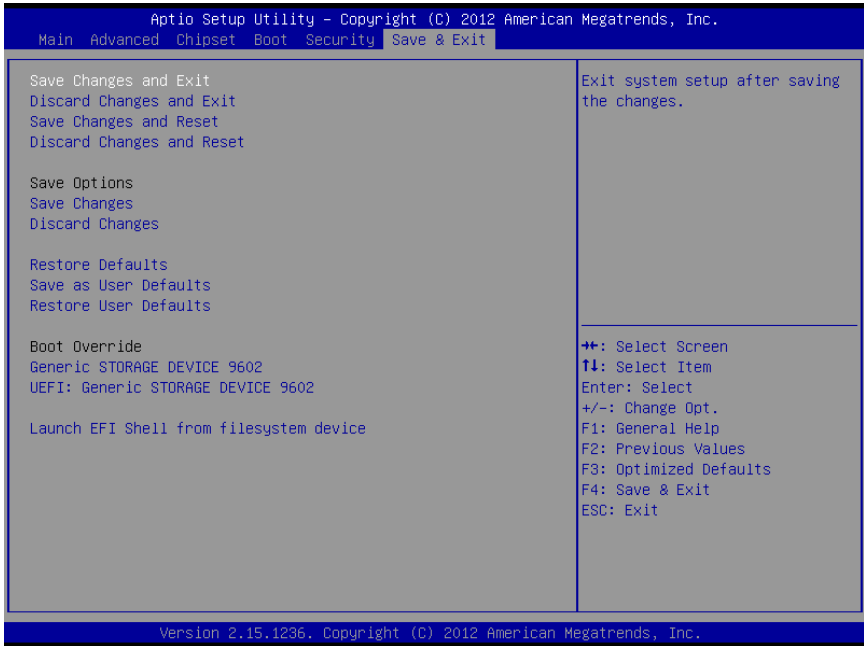 Aptio Setup Utility – Copyright (C) 2012 American Megatrends, Inc.
Main Advanced Chipset Boot Security Save & Exit
Save Changes and Exit
Discard Changes and Exit
Save Changes and Reset
Discard Changes and Reset
Save Options
Save Changes
Discard Changes
Restore Defaults
Save as User Defaults
Restore User Defaults
Boot Override
Generic STORAGE DEVICE 9602
UEFI: Generic STORAGE DEVICE 9602
Launch EFI Shell from filesystem device
Exit system setup after saving
the changes.
→←: Select Screen
↑↓: Select Item
Enter: Select
+/-: Change Opt.
F1: General Help
F2: Previous Values
F3: Optimized Defaults
F4: Save & Exit
ESC: Exit
Version 2.15.1236. Copyright (C) 2012 American Megatrends, Inc.